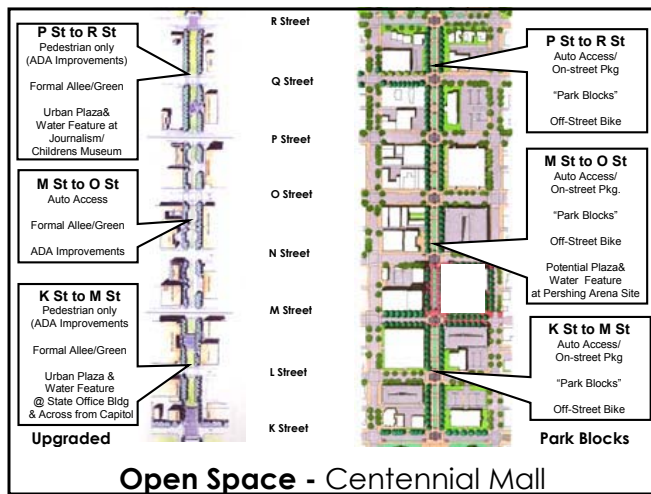 P St to R St
Pedestrian only
(ADA Improvements)
Formal Allee/Green
Urban Plaza&
Water Feature at
Journalism/
Childrens Museum
M St to O St
Auto Access
Formal Allee/Green
ADA Improvements
K St to M St
Pedestrian only
(ADA Improvements
Formal Allee/Green
Urban Plaza &
Water Feature
@ State Office Bldg
& Across from Capitol
Upgraded
R Street
Q Street
P Street
O Street
N Street
M Street
L Street
K Street
P St to R St
Auto Access/
On-street Pkg
“Park Blocks”
Off-Street Bike
M St to O St
Auto Access/
On-street Pkg.
“Park Blocks”
Off-Street Bike
Potential Plaza&
Water Feature
at Pershing Arena Site
K St to M St
Auto Access/
On-street Pkg
“Park Blocks”
Off-Street Bike
Park Blocks
Open Space - Centennial Mall